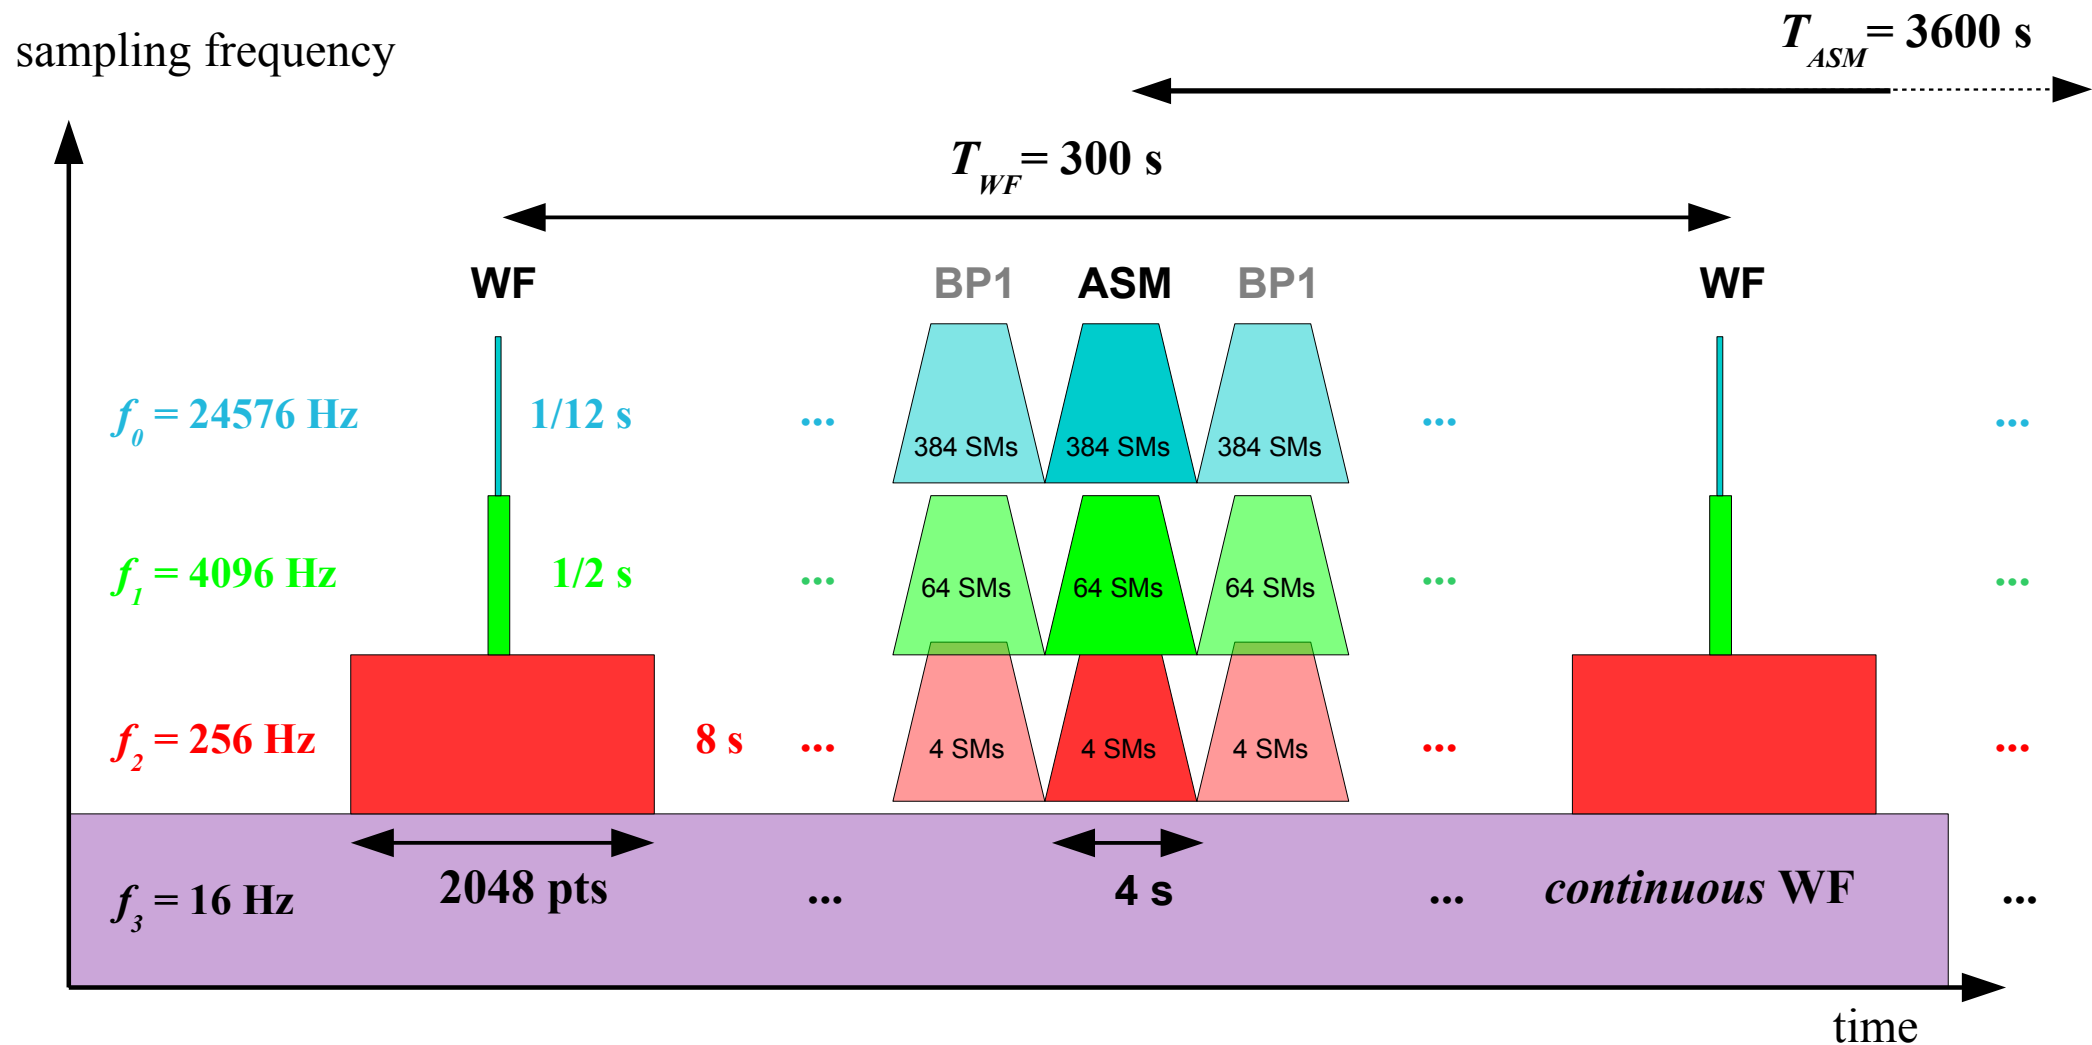 T_ASM = 3600 s
sampling frequency
T_WF = 300 s
WF BP1 ASM BP1 WF
f_0 = 24576 Hz 1/12 s ... 384 SMs 384 SMs 384 SMs ... ...
f_1 = 4096 Hz 1/2 s ... 64 SMs 64 SMs 64 SMs ... ...
f_2 = 256 Hz 8 s ... 4 SMs 4 SMs 4 SMs ... ...
f_3 = 16 Hz 2048 pts ... 4 s ... continuous WF ...
time